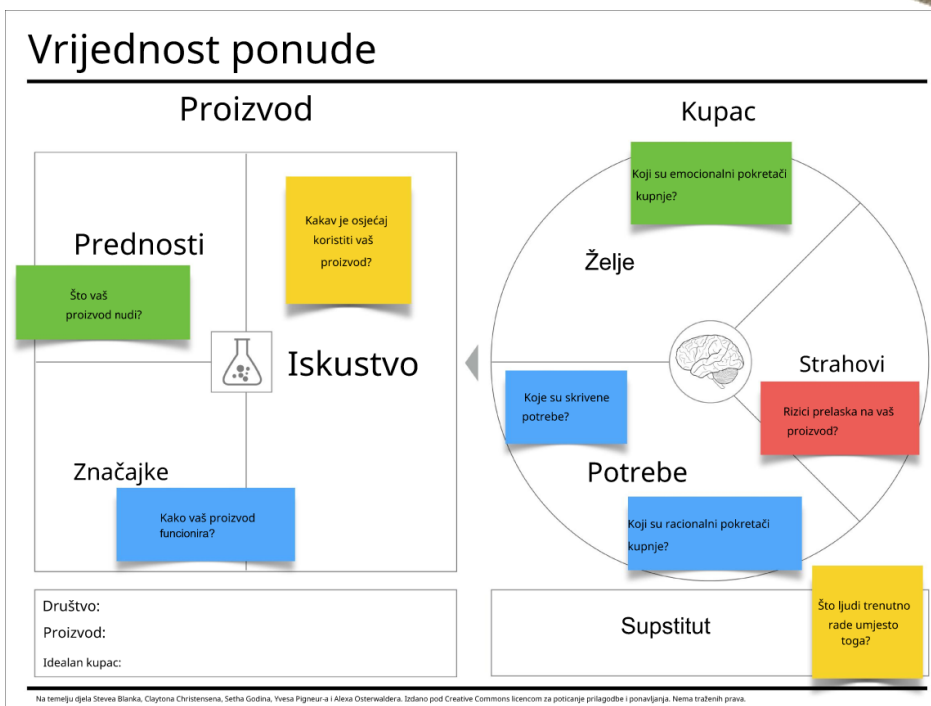 Vrijednost ponude
Proizvod
Kupac
Prednosti
Što vaš
proizvod nudi?
Kakav je osjećaj
koristiti vaš
proizvod?
Iskustvo
Značajke
Kako vaš proizvod
funkcionira?
Koji su emocionalni pokretači
kupnje?
Želje
Strahovi
Rizici prelaska na vaš
proizvod?
Koje su skrivene
potrebe?
Potrebe
Koji su racionalni pokretači
kupnje?
Društvo:
Proizvod:
Idealan kupac:
Supstitut
Što ljudi trenutno
rade umjesto
toga?
Na temelju djela Stevea Blanka, Claytona Christensena, Setha Godina, Yvesa Pigneur-a i Alexa Osterwaldera. Izdano pod Creative Commons licencom za poticanje prilagodbe i ponavljanja. Nema traženih prava.